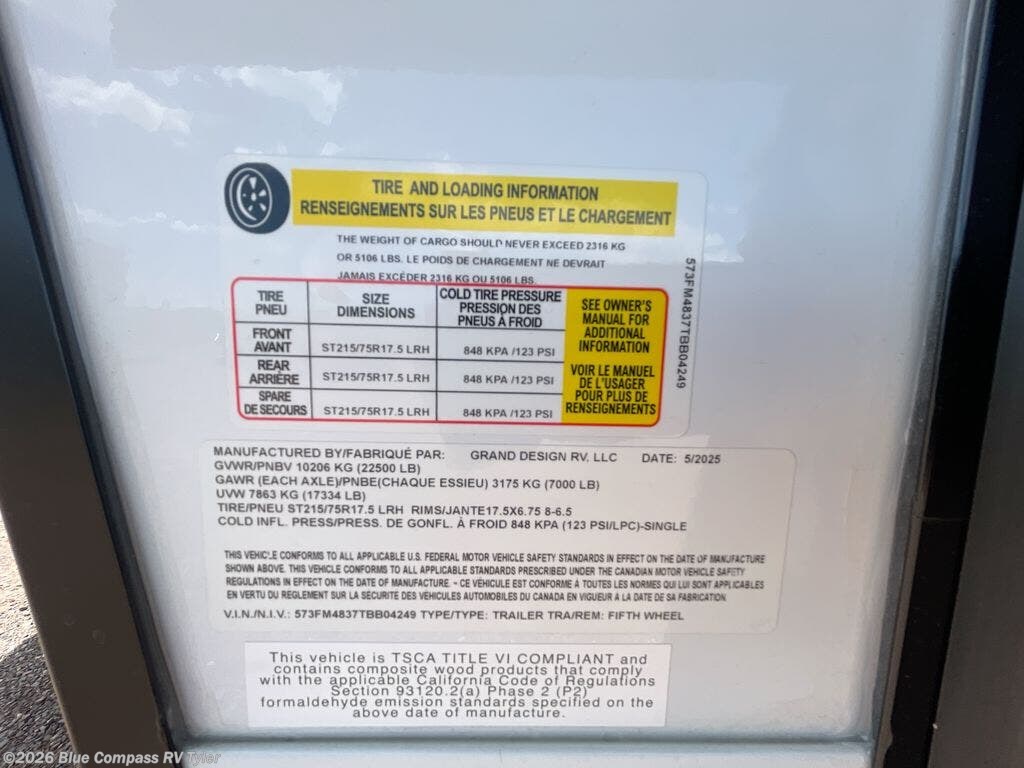 TIRE AND LOADING INFORMATION
RENSEIGNEMENTS SUR LES PNEUS ET LE CHARGEMENT
THE WEIGHT OF CARGO SHOULD NEVER EXCEED 2316 KG
OR 5106 LBS. LE POIDS DE CHARGEMENT NE DEVRAIT
JAMAIS EXCÉDER 2316 KG OU 5106 LBS.
TIRE
PNEU
SIZE
DIMENSIONS
COLD TIRE PRESSURE
PRESSION DES
PNEUS À FROID
FRONT
AVANT
ST215/75R17.5 LRH
848 KPA /123 PSI
REAR
ARRIÈRE
ST215/75R17.5 LRH
848 KPA /123 PSI
SPARE
DE SECOURS
ST215/75R17.5 LRH
848 KPA /123 PSI
SEE OWNER'S
MANUAL FOR
ADDITIONAL
INFORMATION
VOIR LE MANUEL
DE L'USAGER
POUR PLUS DE
RENSEIGNEMENTS
573FM4837TBB04249
MANUFACTURED BY/FABRIQUÉ PAR: GRAND DESIGN RV, LLC DATE: 5/2025
GVWR/PNBV 10206 KG (22500 LB)
GAWR (EACH AXLE)/PNBE(CHAQUE ESSIEU) 3175 KG (7000 LB)
UVW 7863 KG (17334 LB)
TIRE/PNEU ST215/75R17.5 LRH RIMS/JANTE17.5X6.75 8-6.5
COLD INFL. PRESS/PRESS. DE GONFL. À FROID 848 KPA (123 PSI/LPC)-SINGLE
THIS VEHICLE CONFORMS TO ALL APPLICABLE U.S. FEDERAL MOTOR VEHICLE SAFETY STANDARDS IN EFFECT ON THE DATE OF MANUFACTURE
SHOWN ABOVE. THIS VEHICLE CONFORMS TO ALL APPLICABLE STANDARDS PRESCRIBED UNDER THE CANADIAN MOTOR VEHICLE SAFETY
REGULATIONS IN EFFECT ON THE DATE OF MANUFACTURE. - CE VÉHICULE EST CONFORME À TOUTES LES NORMES QUI LUI SONT APPLICABLES
EN VERTU DU REGLEMENT SUR LA SÉCURITE DES VÉHICULES AUTOMOBILES DU CANADA EN VIGUEUR À LA DATE DE SA FABRICATION.
V.I.N./N.I.V.: 573FM4837TBB04249 TYPE/TYPE: TRAILER TRA/REM: FIFTH WHEEL
This vehicle is TSCA TITLE VI COMPLIANT and
contains composite wood products that comply
with the applicable California Code of Regulations
Section 93120.2(a) Phase 2 (P2)
formaldehyde emission standards specified on the
above date of manufacture.
©2026 Blue Compass RV Tyler